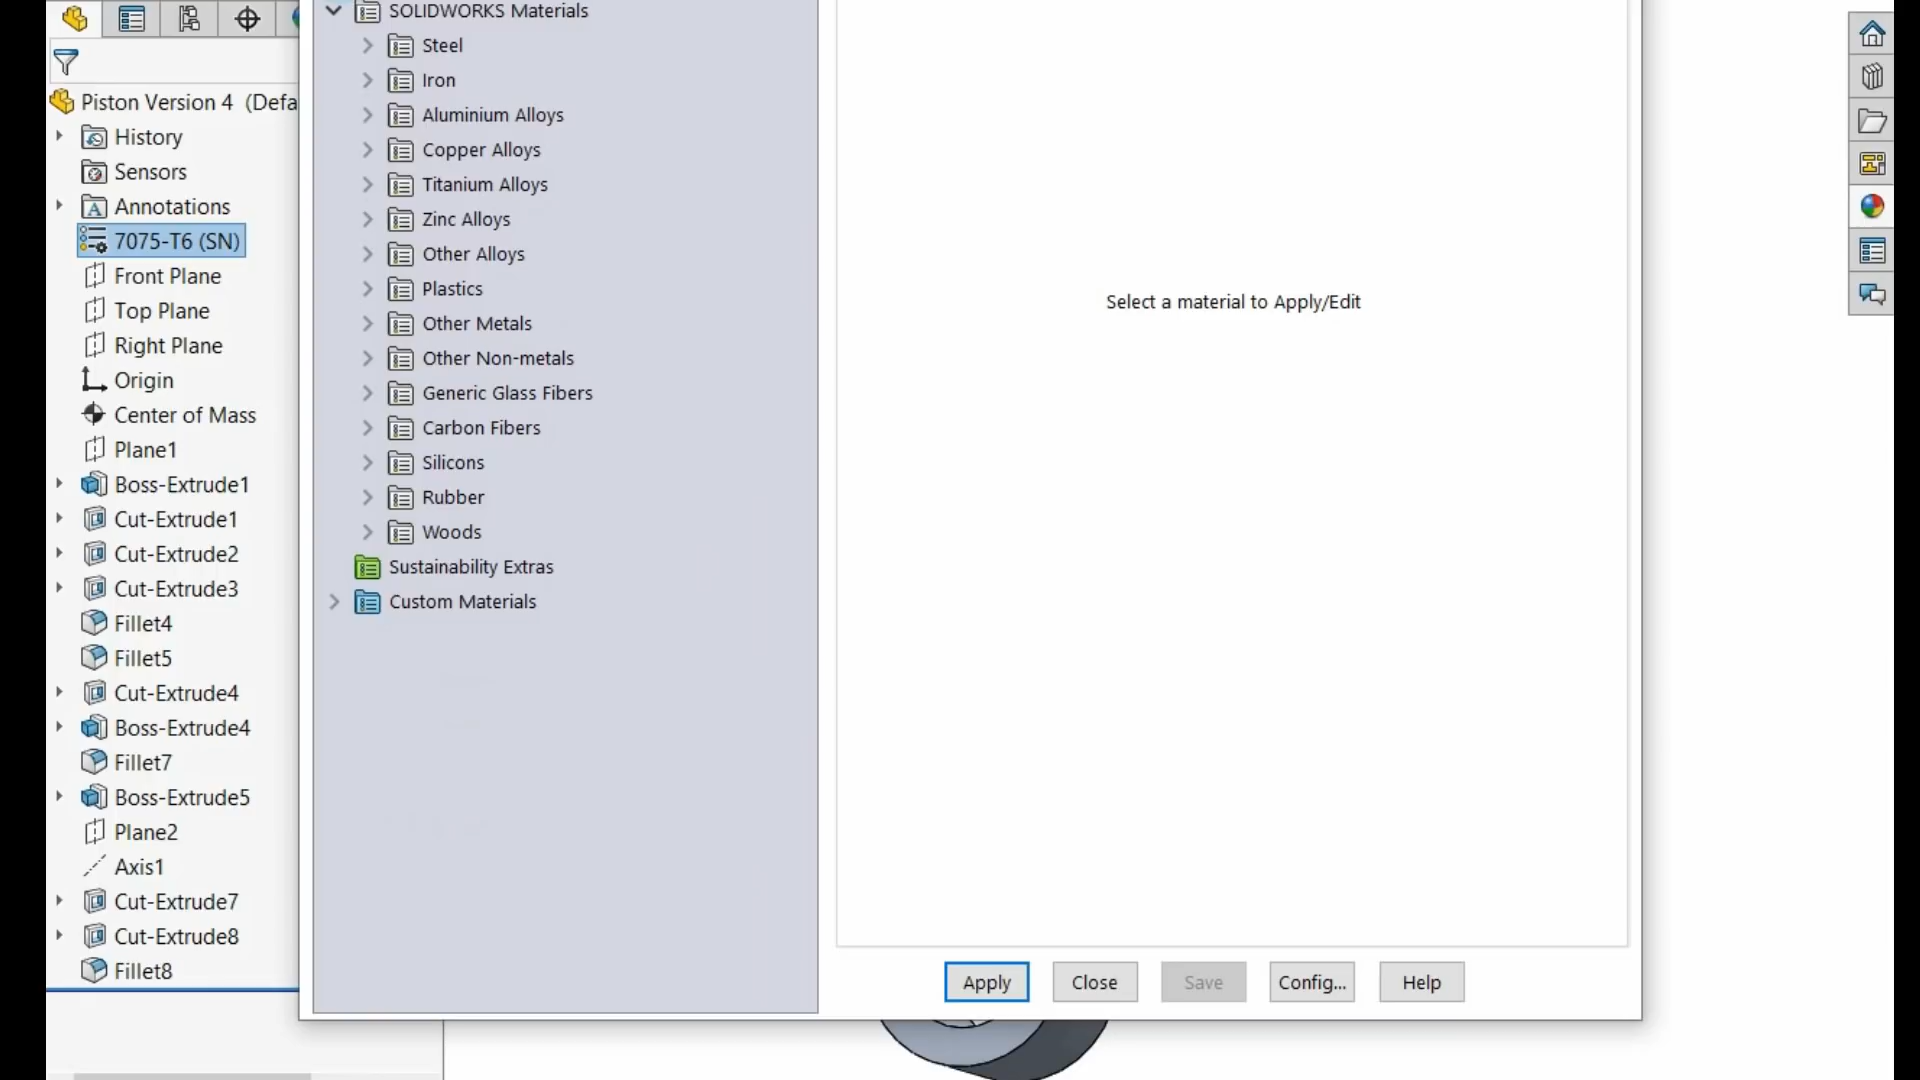 Piston Version 4 (Defa
History
Sensors
Annotations
7075-T6 (SN)
Front Plane
Top Plane
Right Plane
Origin
Center of Mass
Plane1
Boss-Extrude1
Cut-Extrude1
Cut-Extrude2
Cut-Extrude3
Fillet4
Fillet5
Cut-Extrude4
Boss-Extrude4
Fillet7
Boss-Extrude5
Plane2
Axis1
Cut-Extrude7
Cut-Extrude8
Fillet8
SOLIDWORKS Materials
Steel
Iron
Aluminium Alloys
Copper Alloys
Titanium Alloys
Zinc Alloys
Other Alloys
Plastics
Other Metals
Other Non-metals
Generic Glass Fibers
Carbon Fibers
Silicons
Rubber
Woods
Sustainability Extras
Custom Materials
Select a material to Apply/Edit
Apply
Close
Save
Config...
Help